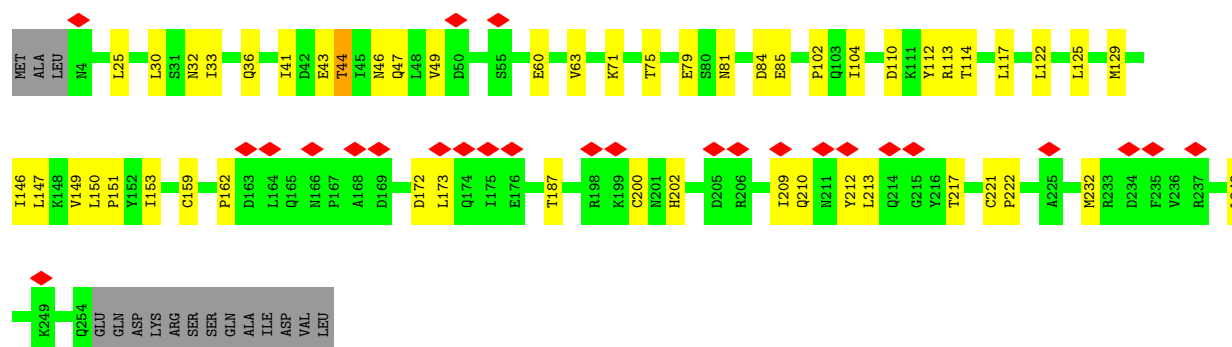 MET ALA LEU N4 L25 L30 S31 N32 I33 Q36 I41 D42 E43 T44 I45 N46 Q47 L48 V49 D50 S55 E60 V63 K71 T75 E79 S80 N81 D84 E85 P102 Q103 I104 D110 K111 Y112 R113 T114 L117 L122 L125 M129
I146 L147 K148 V149 L150 P151 Y152 I153 C159 P162 D163 L164 Q165 N166 P167 A168 D169 D172 L173 Q174 I175 E176 T187 R198 K199 C200 N201 H202 D205 R206 I209 Q210 N211 Y212 L213 Q214 G215 Y216 T217 C221 P222 A225 M232 R233 D234 F235 V236 R237
K249 Q254 GLU GLN ASP LYS ARG SER SER GLN ALA ILE ASP VAL LEU